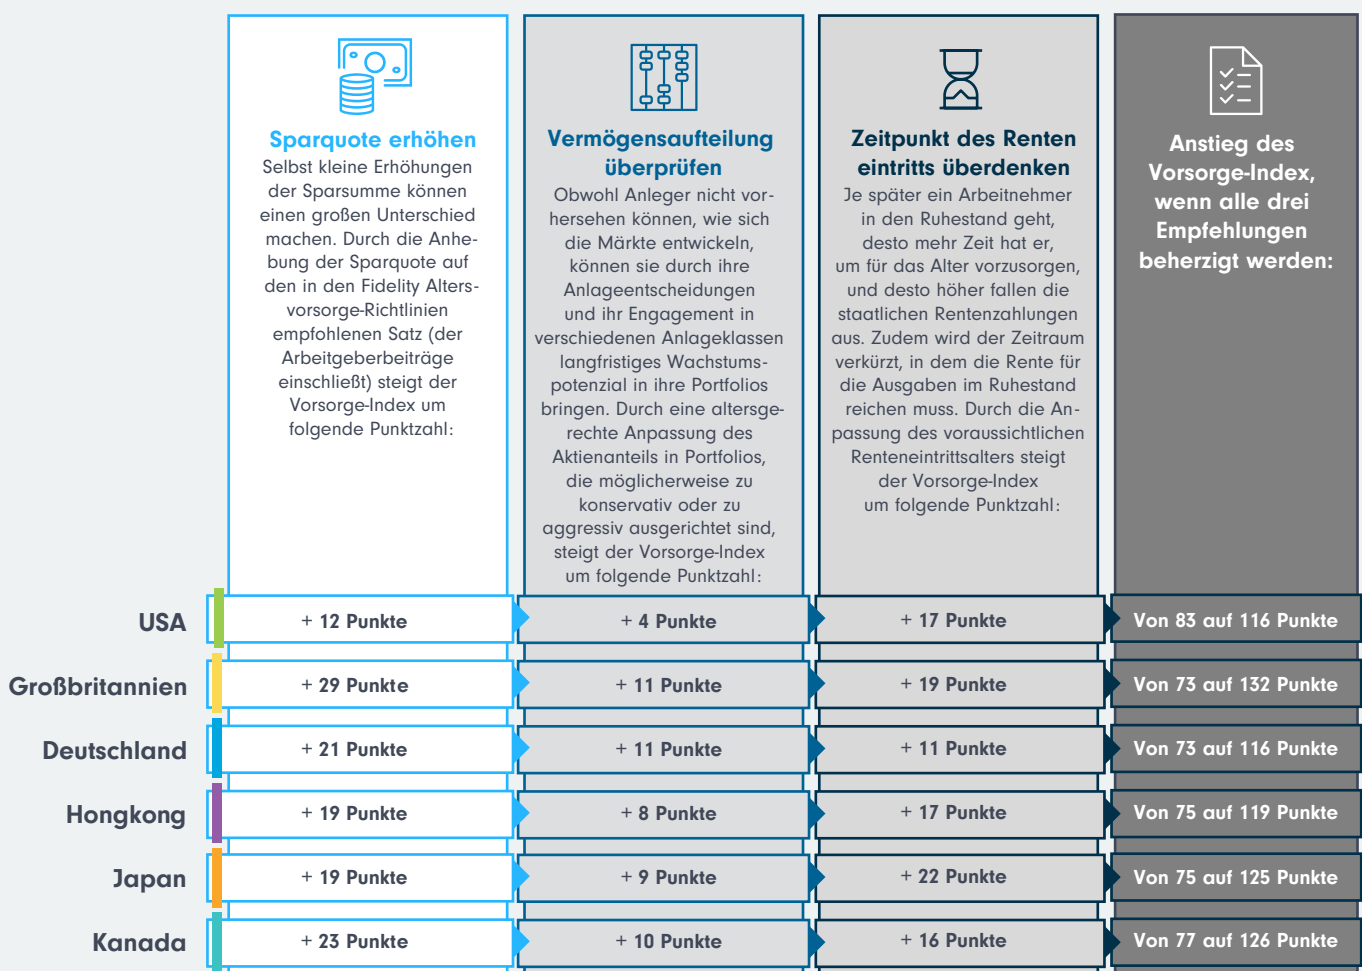 Sparquote erhöhen
Selbst kleine Erhöhungen
der Sparsumme können
einen großen Unterschied
machen. Durch die Anhe-
bung der Sparquote auf
den in den Fidelity Alters-
vorsorge-Richtlinien
empfohlenen Satz (der
Arbeitgeberbeiträge
einschließt) steigt der
Vorsorge-Index um
folgende Punktzahl:
Vermögensaufteilung
überprüfen
Obwohl Anleger nicht vor-
hersehen können, wie sich
die Märkte entwickeln,
können sie durch ihre
Anlageentscheidungen
und ihr Engagement in
verschiedenen Anlageklassen
langfristiges Wachstums-
potenzial in ihre Portfolios
bringen. Durch eine altersge-
rechte Anpassung des
Aktienanteils in Portfolios,
die möglicherweise zu
konservativ oder zu
aggressiv ausgerichtet sind,
steigt der Vorsorge-Index
um folgende Punktzahl:
Zeitpunkt des Renten
eintritts überdenken
Je später ein Arbeitnehmer
in den Ruhestand geht,
desto mehr Zeit hat er,
um für das Alter vorzusorgen,
und desto höher fallen die
staatlichen Rentenzahlungen
aus. Zudem wird der Zeitraum
verkürzt, in dem die Rente für
die Ausgaben im Ruhestand
reichen muss. Durch die An-
passung des voraussichtlichen
Renteneintrittsalters steigt
der Vorsorge-Index
um folgende Punktzahl:
Anstieg des
Vorsorge-Index,
wenn alle drei
Empfehlungen
beherzigt werden:
USA + 12 Punkte + 4 Punkte + 17 Punkte Von 83 auf 116 Punkte
Großbritannien + 29 Punkte + 11 Punkte + 19 Punkte Von 73 auf 132 Punkte
Deutschland + 21 Punkte + 11 Punkte + 11 Punkte Von 73 auf 116 Punkte
Hongkong + 19 Punkte + 8 Punkte + 17 Punkte Von 75 auf 119 Punkte
Japan + 19 Punkte + 9 Punkte + 22 Punkte Von 75 auf 125 Punkte
Kanada + 23 Punkte + 10 Punkte + 16 Punkte Von 77 auf 126 Punkte